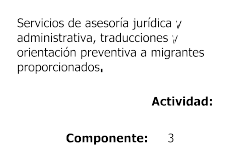 Servicios de asesoría jurídica y
administrativa, traducciones y
orientación preventiva a migrantes
proporcionados.
Actividad:
Componente: 3